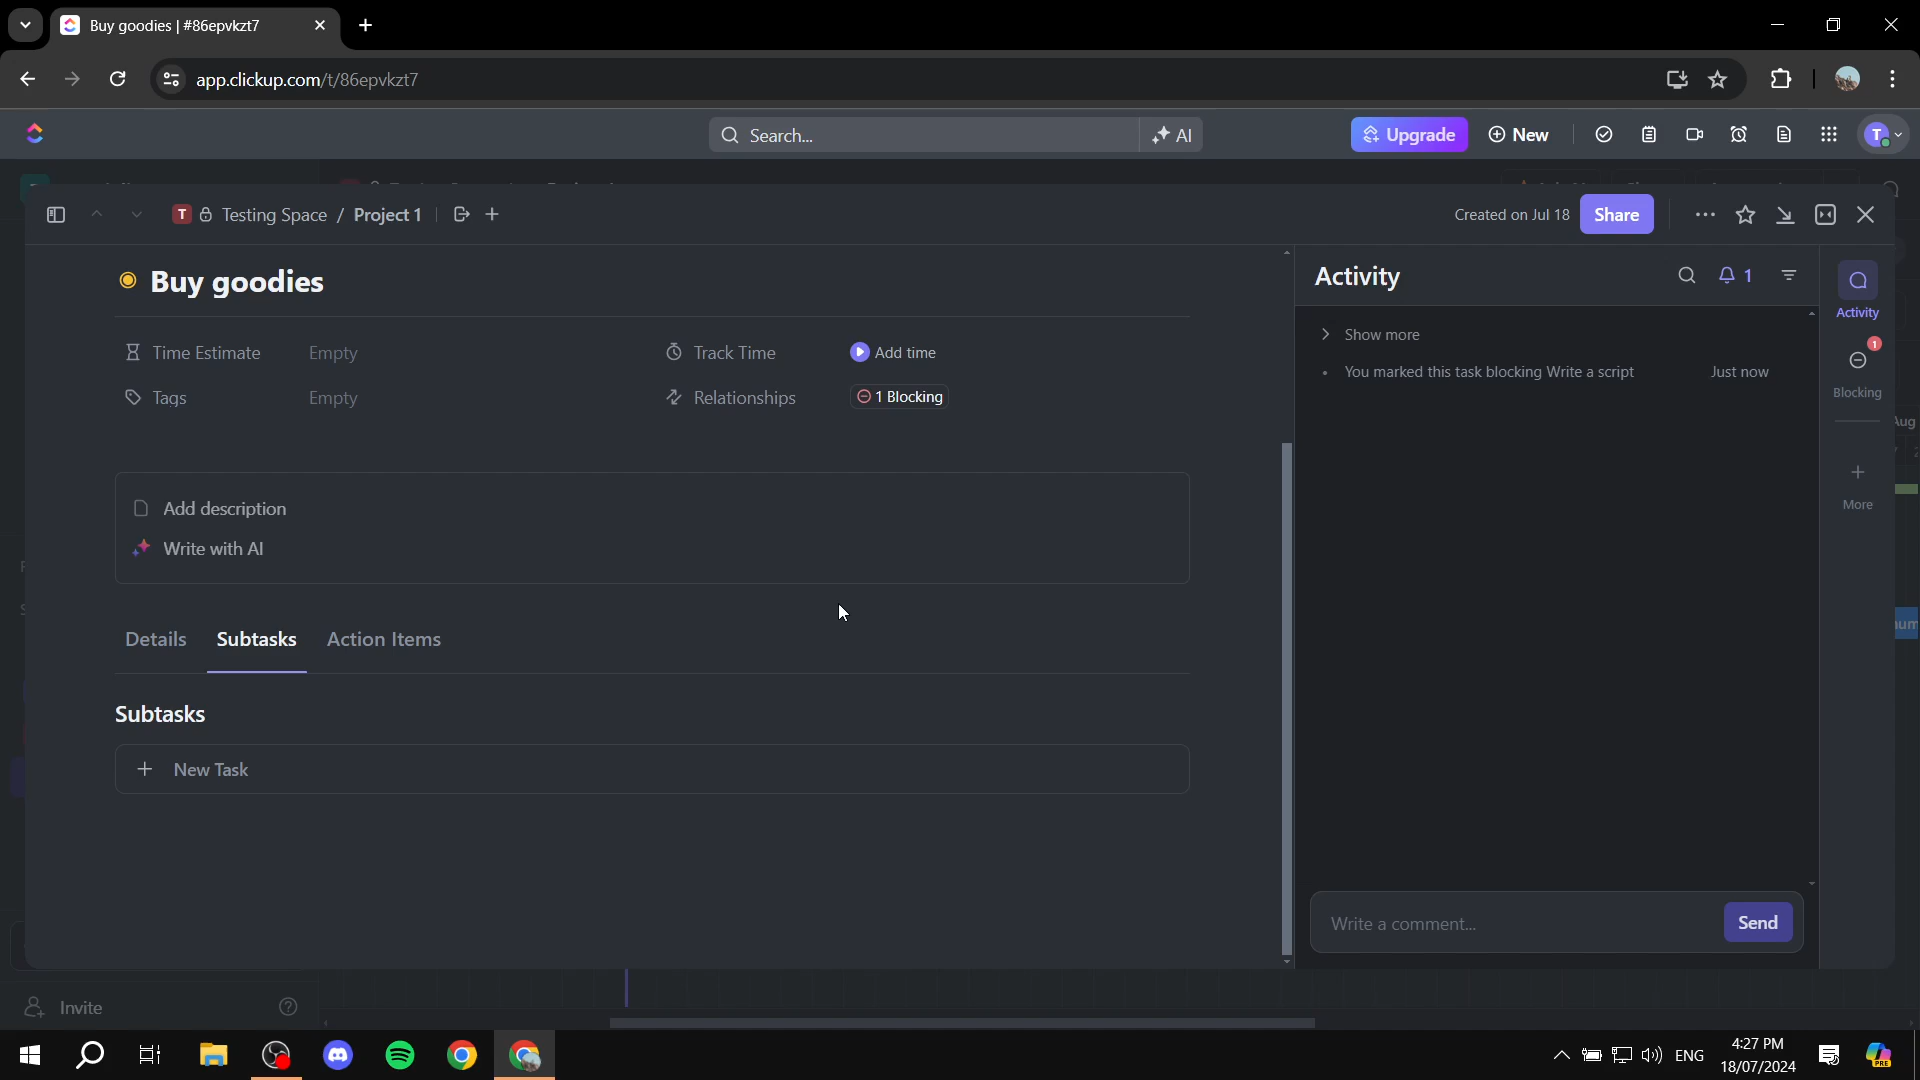 Buy goodies | #86epvkzt7
app.clickup.com/t/86epvkzt7
Search...
AI
Upgrade
New
T
T Testing Space / Project 1
Created on Jul 18
Share
Buy goodies
Time Estimate Empty
Track Time Add time
Tags Empty
Relationships 1 Blocking
Add description
Write with AI
Details Subtasks Action Items
Subtasks
New Task
Activity
1
Show more
You marked this task blocking Write a script Just now
Write a comment...
Send
Activity
1
Blocking
More
Aug
Invite
ENG
4:27 PM
18/07/2024
PRE